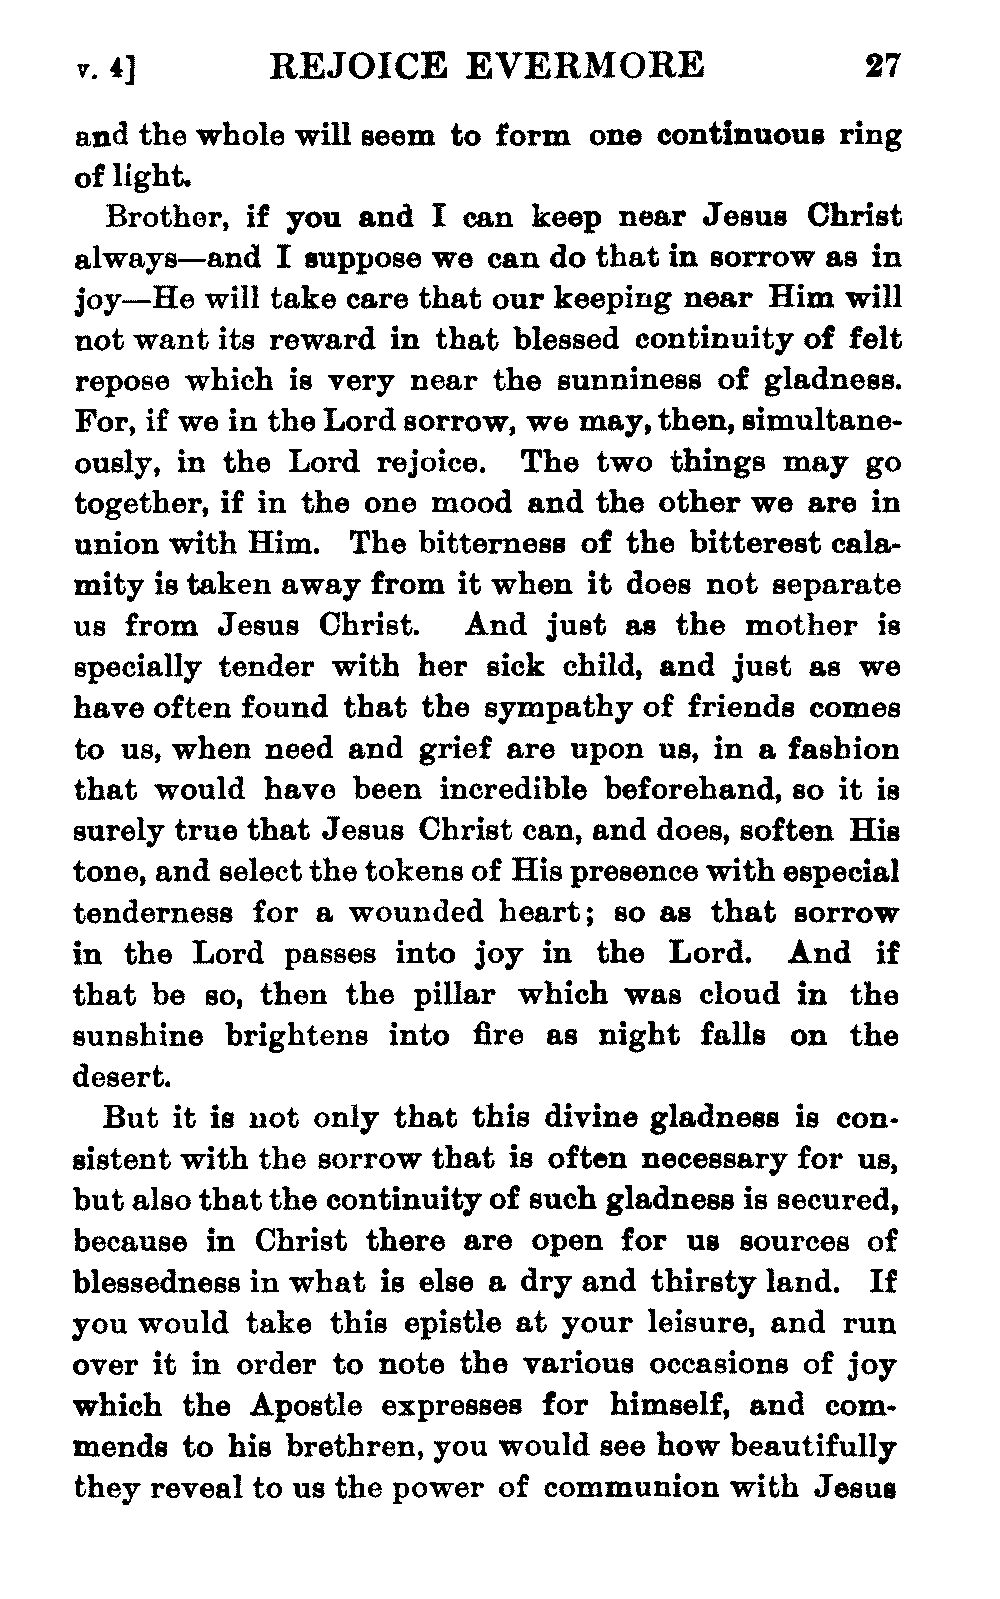 v. 4] REJOICE EVERMORE 27
and the whole will seem to form one continuous ring
of light.
Brother, if you and I can keep near Jesus Christ
always—and I suppose we can do that in sorrow as in
joy—He will take care that our keeping near Him will
not want its reward in that blessed continuity of felt
repose which is very near the sunniness of gladness.
For, if we in the Lord sorrow, we may, then, simultane-
ously, in the Lord rejoice. The two things may go
together, if in the one mood and the other we are in
union with Him. The bitterness of the bitterest cala-
mity is taken away from it when it does not separate
us from Jesus Christ. And just as the mother is
specially tender with her sick child, and just as we
have often found that the sympathy of friends comes
to us, when need and grief are upon us, in a fashion
that would have been incredible beforehand, so it is
surely true that Jesus Christ can, and does, soften His
tone, and select the tokens of His presence with especial
tenderness for a wounded heart; so as that sorrow
in the Lord passes into joy in the Lord. And if
that be so, then the pillar which was cloud in the
sunshine brightens into fire as night falls on the
desert.
But it is not only that this divine gladness is con-
sistent with the sorrow that is often necessary for us,
but also that the continuity of such gladness is secured,
because in Christ there are open for us sources of
blessedness in what is else a dry and thirsty land. If
you would take this epistle at your leisure, and run
over it in order to note the various occasions of joy
which the Apostle expresses for himself, and com-
mends to his brethren, you would see how beautifully
they reveal to us the power of communion with Jesus